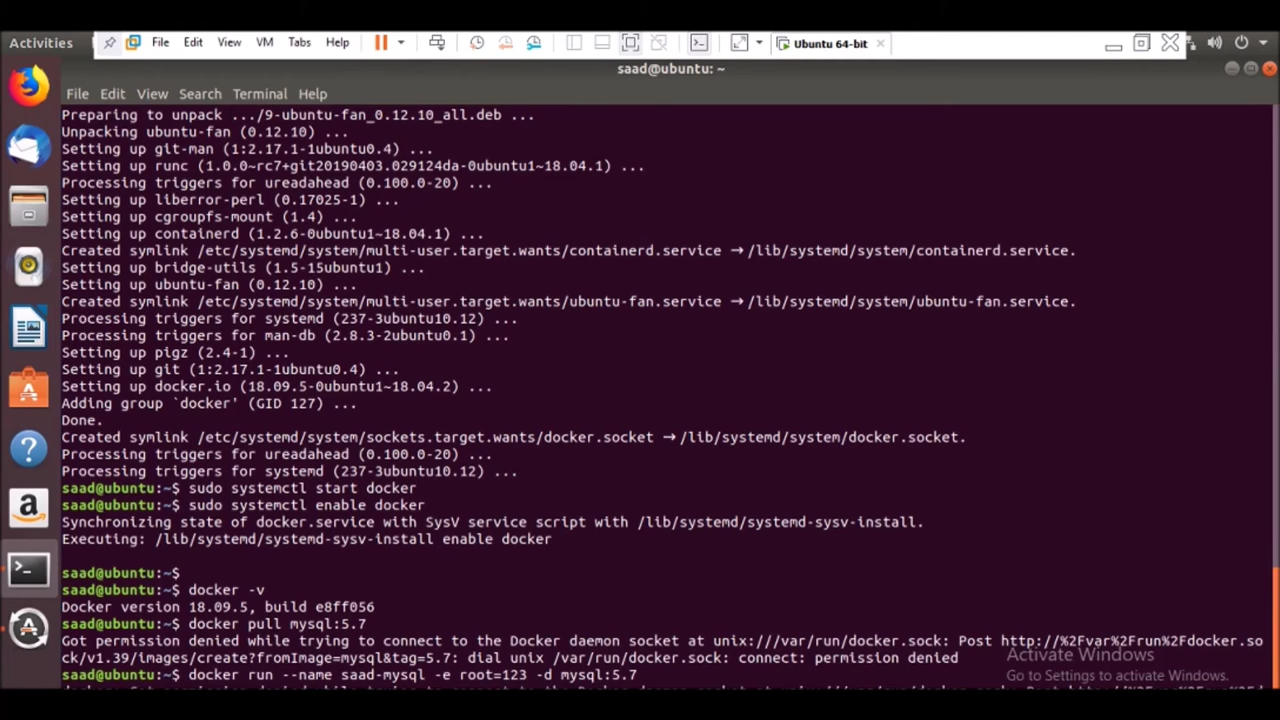 Activities
File Edit View VM Tabs Help
Ubuntu 64-bit
saad@ubuntu: ~
File Edit View Search Terminal Help
Preparing to unpack .../9-ubuntu-fan_0.12.10_all.deb ...
Unpacking ubuntu-fan (0.12.10) ...
Setting up git-man (1:2.17.1-1ubuntu0.4) ...
Setting up runc (1.0.0~rc7+git20190403.029124da-0ubuntu1~18.04.1) ...
Processing triggers for ureadahead (0.100.0-20) ...
Setting up liberror-perl (0.17025-1) ...
Setting up cgroupfs-mount (1.4) ...
Setting up containerd (1.2.6-0ubuntu1~18.04.1) ...
Created symlink /etc/systemd/system/multi-user.target.wants/containerd.service → /lib/systemd/system/containerd.service.
Setting up bridge-utils (1.5-15ubuntu1) ...
Setting up ubuntu-fan (0.12.10) ...
Created symlink /etc/systemd/system/multi-user.target.wants/ubuntu-fan.service → /lib/systemd/system/ubuntu-fan.service.
Processing triggers for systemd (237-3ubuntu10.12) ...
Processing triggers for man-db (2.8.3-2ubuntu0.1) ...
Setting up pigz (2.4-1) ...
Setting up git (1:2.17.1-1ubuntu0.4) ...
Setting up docker.io (18.09.5-0ubuntu1~18.04.2) ...
Adding group `docker' (GID 127) ...
Done.
Created symlink /etc/systemd/system/sockets.target.wants/docker.socket → /lib/systemd/system/docker.socket.
Processing triggers for ureadahead (0.100.0-20) ...
Processing triggers for systemd (237-3ubuntu10.12) ...
saad@ubuntu:~$ sudo systemctl start docker
saad@ubuntu:~$ sudo systemctl enable docker
Synchronizing state of docker.service with SysV service script with /lib/systemd/systemd-sysv-install.
Executing: /lib/systemd/systemd-sysv-install enable docker
saad@ubuntu:~$
saad@ubuntu:~$ docker -v
Docker version 18.09.5, build e8ff056
saad@ubuntu:~$ docker pull mysql:5.7
Got permission denied while trying to connect to the Docker daemon socket at unix:///var/run/docker.sock: Post http://%2Fvar%2Frun%2Fdocker.so
ck/v1.39/images/create?fromImage=mysql&tag=5.7: dial unix /var/run/docker.sock: connect: permission denied
saad@ubuntu:~$ docker run --name saad-mysql -e root=123 -d mysql:5.7
Activate Windows
Go to Settings to activate Windows.